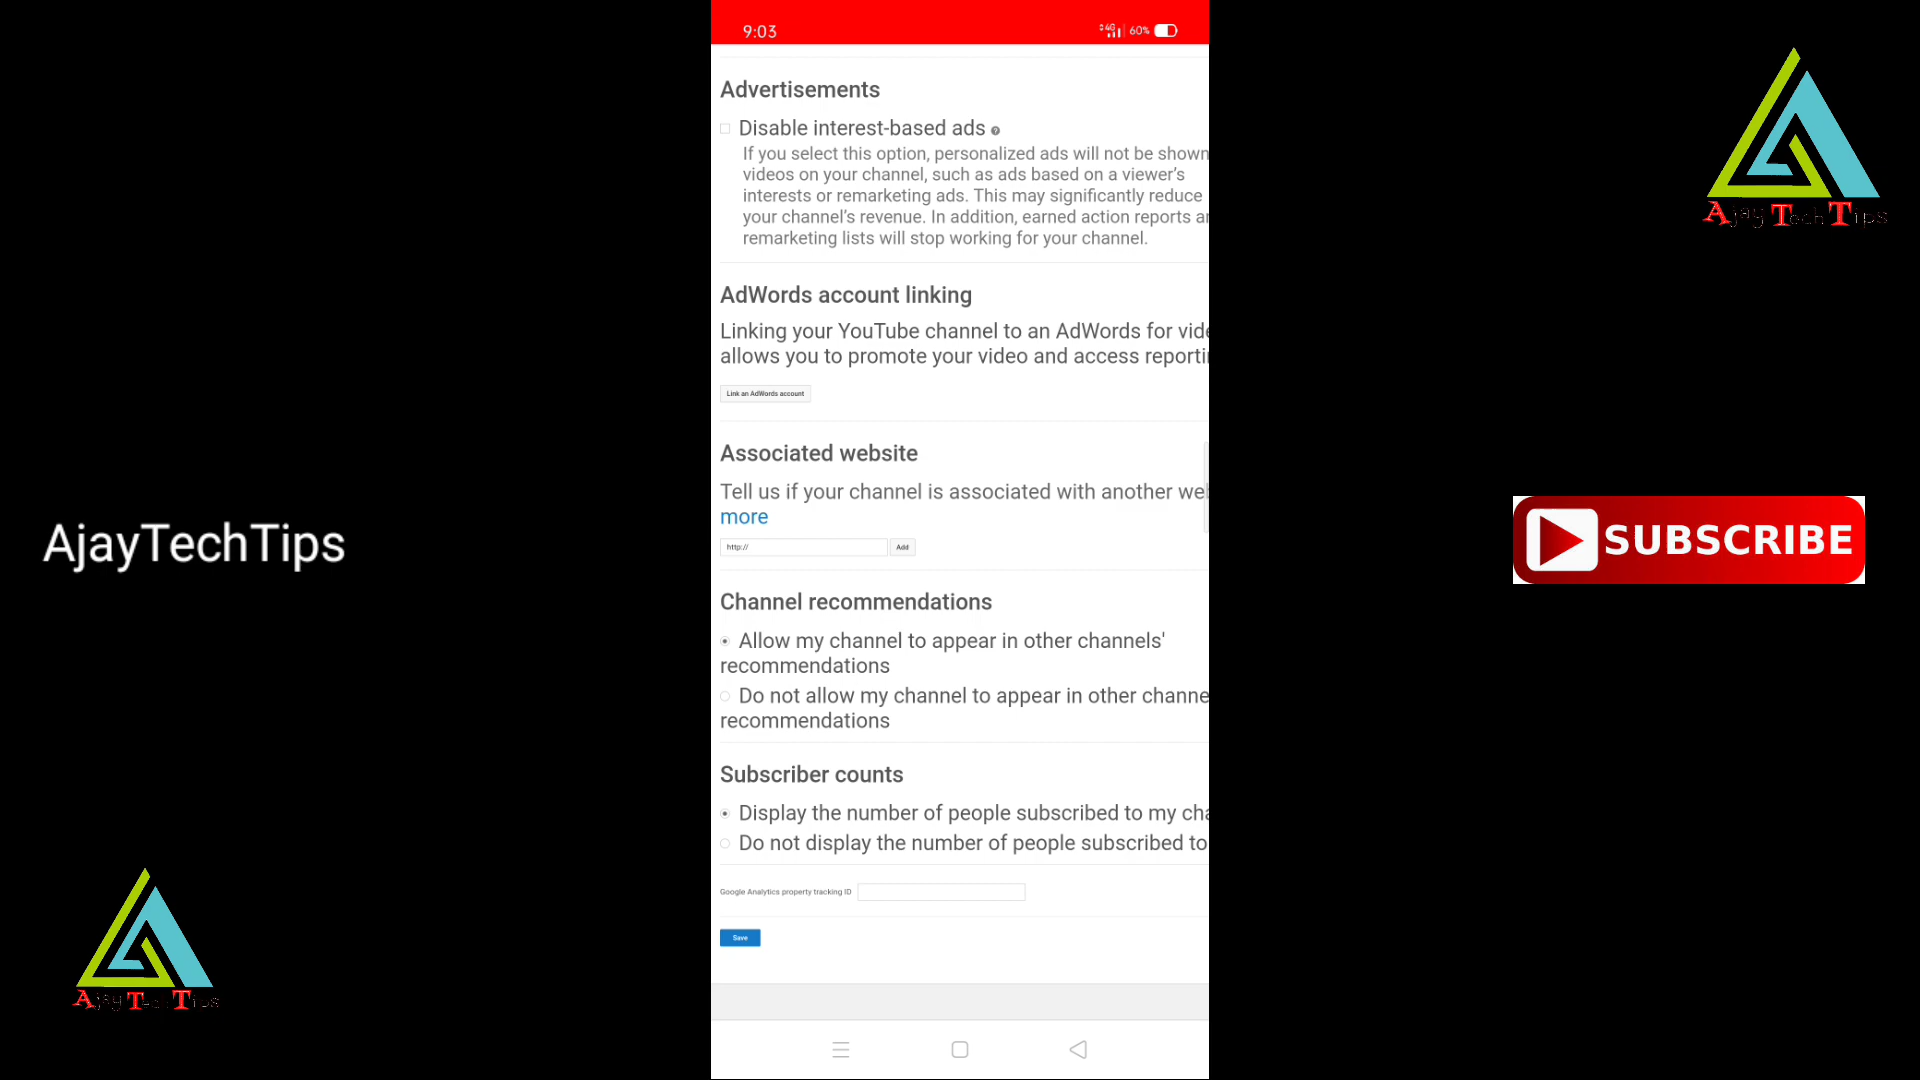 9:03
4G
60%
Advertisements
Disable interest-based ads
If you select this option, personalized ads will not be shown
videos on your channel, such as ads based on a viewer's
interests or remarketing ads. This may significantly reduce
your channel's revenue. In addition, earned action reports
remarketing lists will stop working for your channel.
AdWords account linking
Linking your YouTube channel to an AdWords for
allows you to promote your video and access
Link an AdWords account
Associated website
Tell us if your channel is associated with another
more
http://
Add
Channel recommendations
Allow my channel to appear in other channels'
recommendations
Do not allow my channel to appear in other
recommendations
Subscriber counts
Display the number of people subscribed to my
Do not display the number of people subscribed to
Google Analytics property tracking ID
Save
AjayTechTips
SUBSCRIBE
Ajay Tech Tips
Ajay Tech Tips